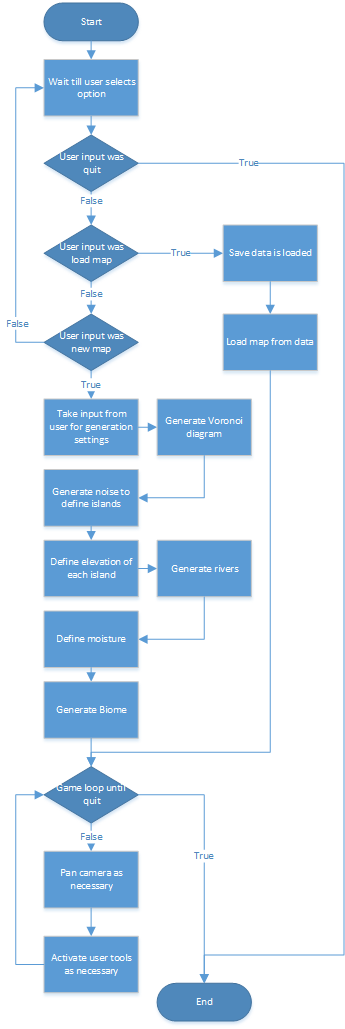 Start
Wait till user selects
option
User input was
quit
True
False
User input was
load map
True
Save data is loaded
False
User input was
new map
False
Load map from data
True
Take input from
user for generation
settings
Generate Voronoi
diagram
Generate noise to
define islands
Define elevation of
each island
Generate rivers
Define moisture
Generate Biome
Game loop until
quit
False
True
Pan camera as
necessary
Activate user tools
as necessary
End